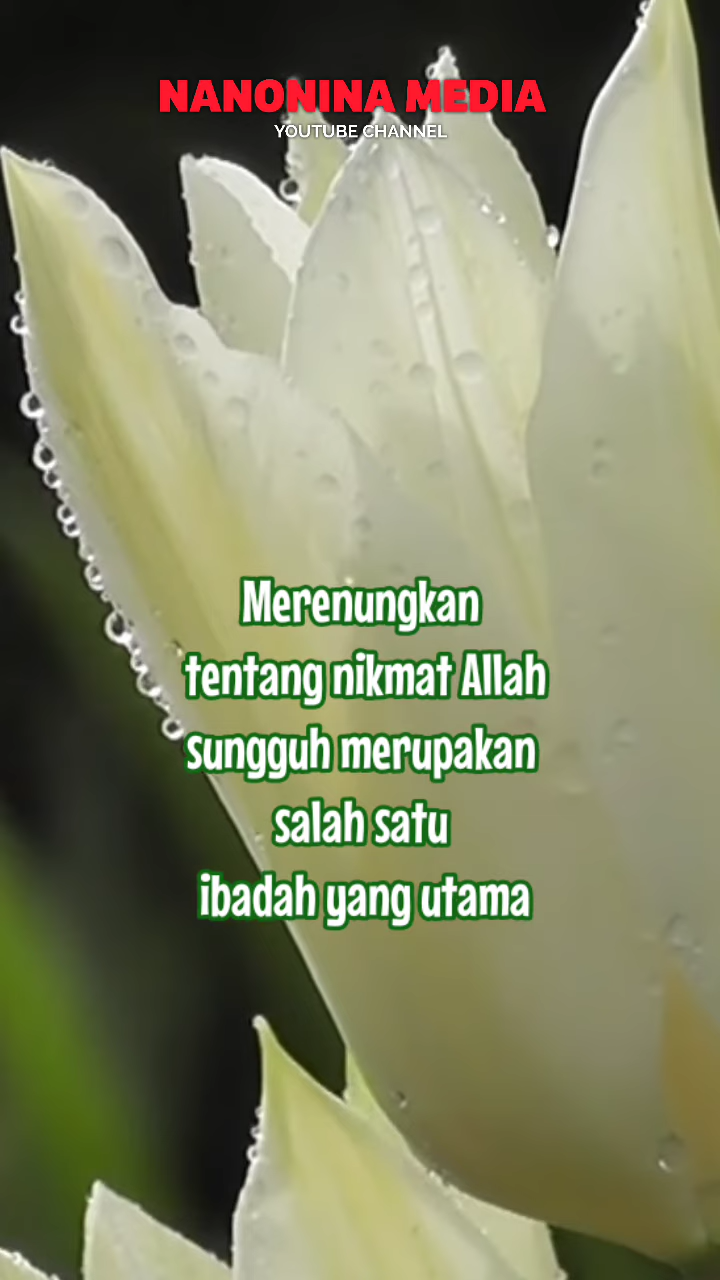 NANONINA MEDIA
YOUTUBE CHANNEL
Merenungkan
tentang nikmat Allah
sungguh merupakan
salah satu
ibadah yang utama